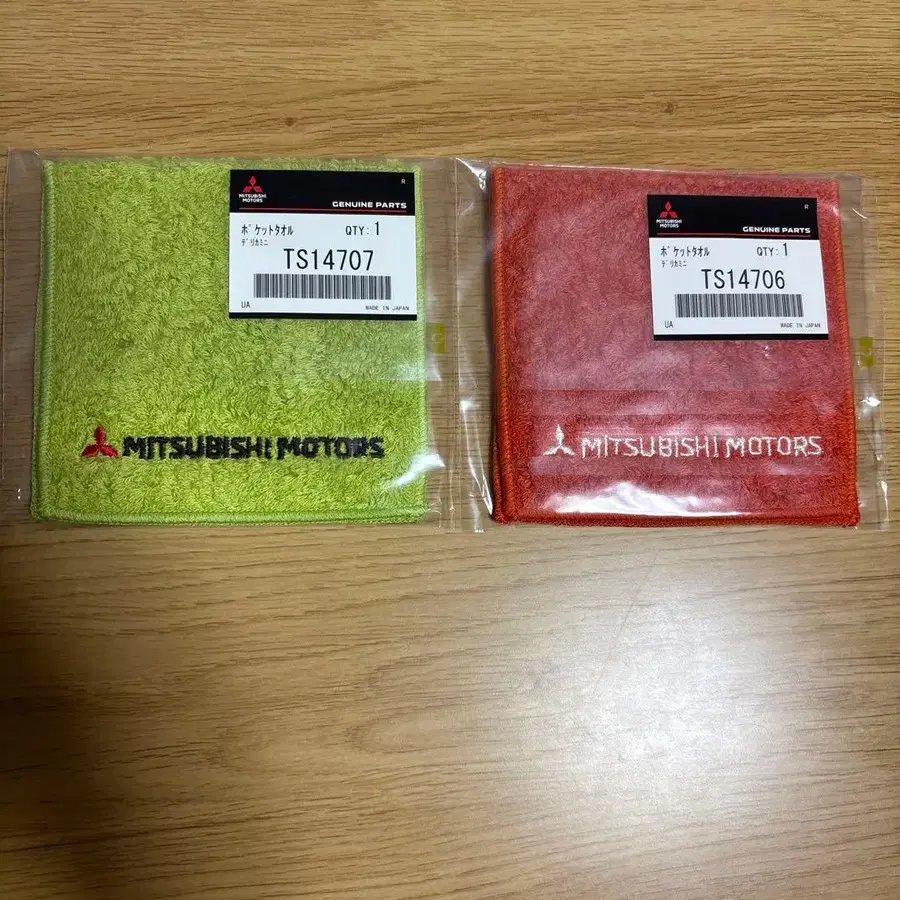 MITSUBISHI
MOTORS
R
GENUINE PARTS
ポケットタオル QTY: 1
デリカミニ
TS14707
UA MADE IN JAPAN
MITSUBISHI MOTORS
MITSUBISHI
MOTORS
R
GENUINE PARTS
ポケットタオル QTY: 1
デリカミニ
TS14706
UA MADE IN JAPAN
MITSUBISHI MOTORS